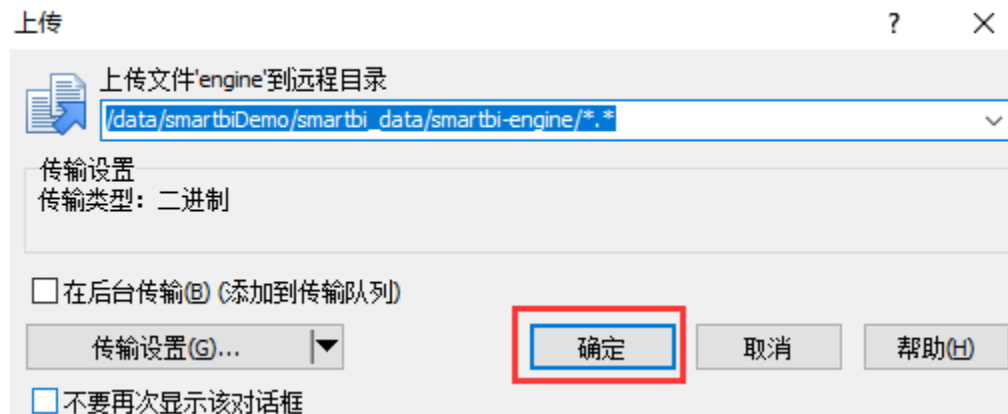 上传 ?
上传文件'engine'到远程目录
/data/smartbiDemo/smartbi_data/smartbi-engine/*.*
传输设置
传输类型：二进制
在后台传输(B) (添加到传输队列)
传输设置(G)... 确定 取消 帮助(H)
不要再次显示该对话框